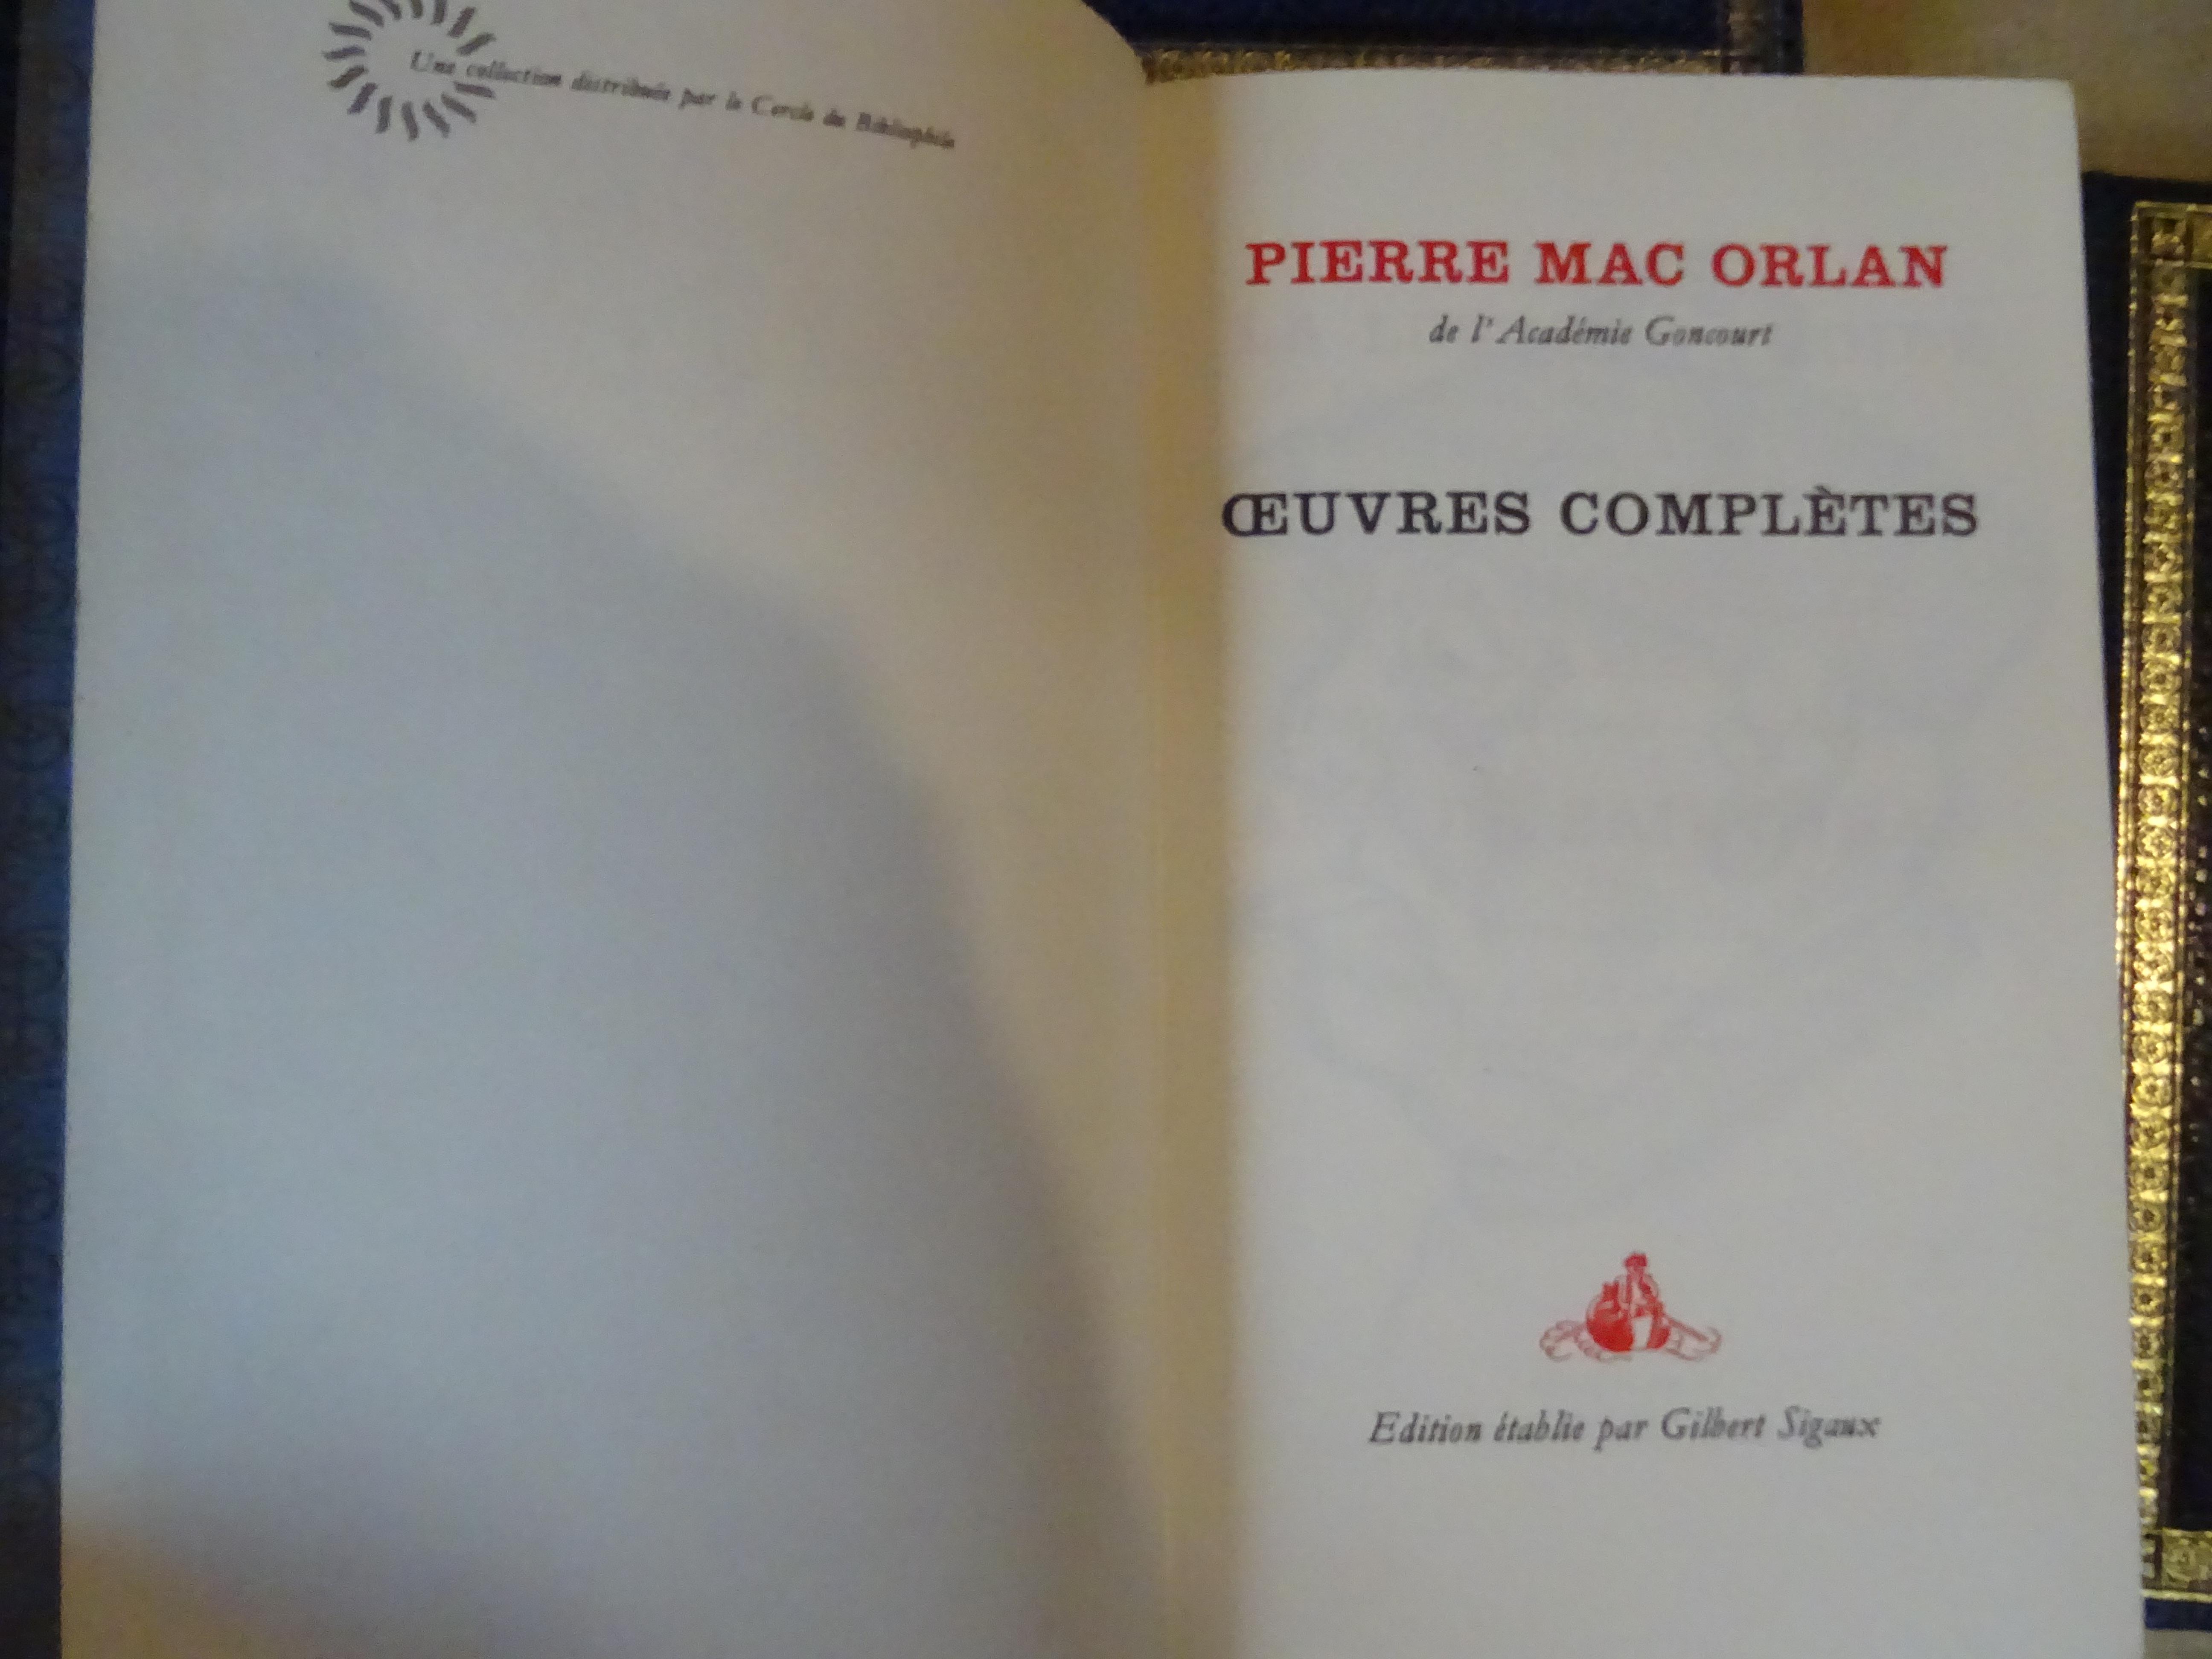 Une collection distribuée par le Cercle du Bibliophile
PIERRE MAC ORLAN
de l'Académie Goncourt
ŒUVRES COMPLÈTES
Edition établie par Gilbert Sigaux